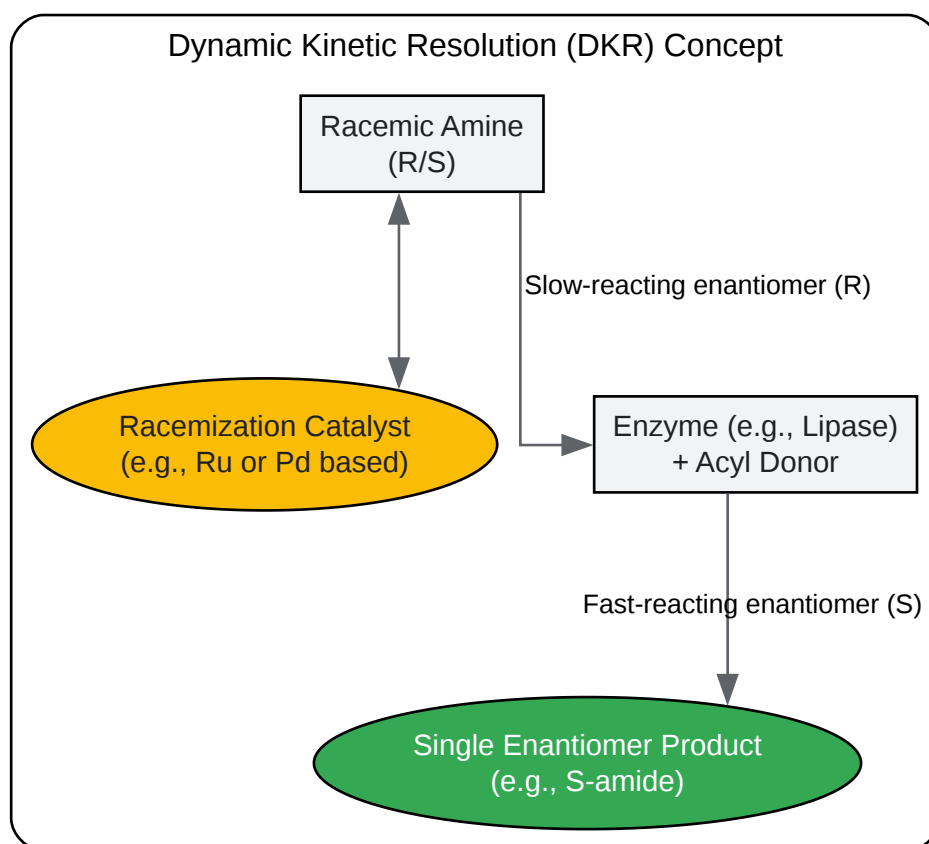 Dynamic Kinetic Resolution (DKR) Concept
Racemic Amine
(R/S)
Slow-reacting enantiomer (R)
Racemization Catalyst
(e.g., Ru or Pd based)
Enzyme (e.g., Lipase)
+ Acyl Donor
Fast-reacting enantiomer (S)
Single Enantiomer Product
(e.g., S-amide)